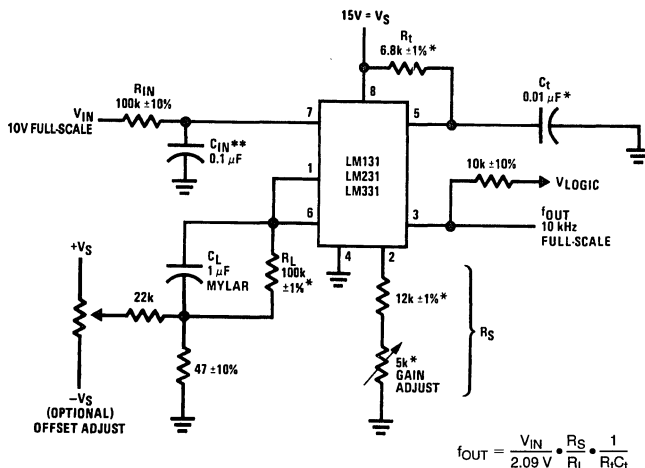 15V = VS
Rt
6.8k ±1%*
8
RIN
100k ±10%
VIN
10V FULL-SCALE
7
5
Ct
0.01 μF*
CIN**
0.1 μF
LM131
LM231
LM331
10k ±10%
VLOGIC
1
6
3
fOUT
10 kHz
FULL-SCALE
4
2
+VS
CL
1 μF
MYLAR
RL
100k
±1%*
12k ±1%*
RS
22k
47 ±10%
5k*
GAIN
ADJUST
–VS
(OPTIONAL)
OFFSET ADJUST
fOUT = VIN/2.09 V • RS/RL • 1/RtCt